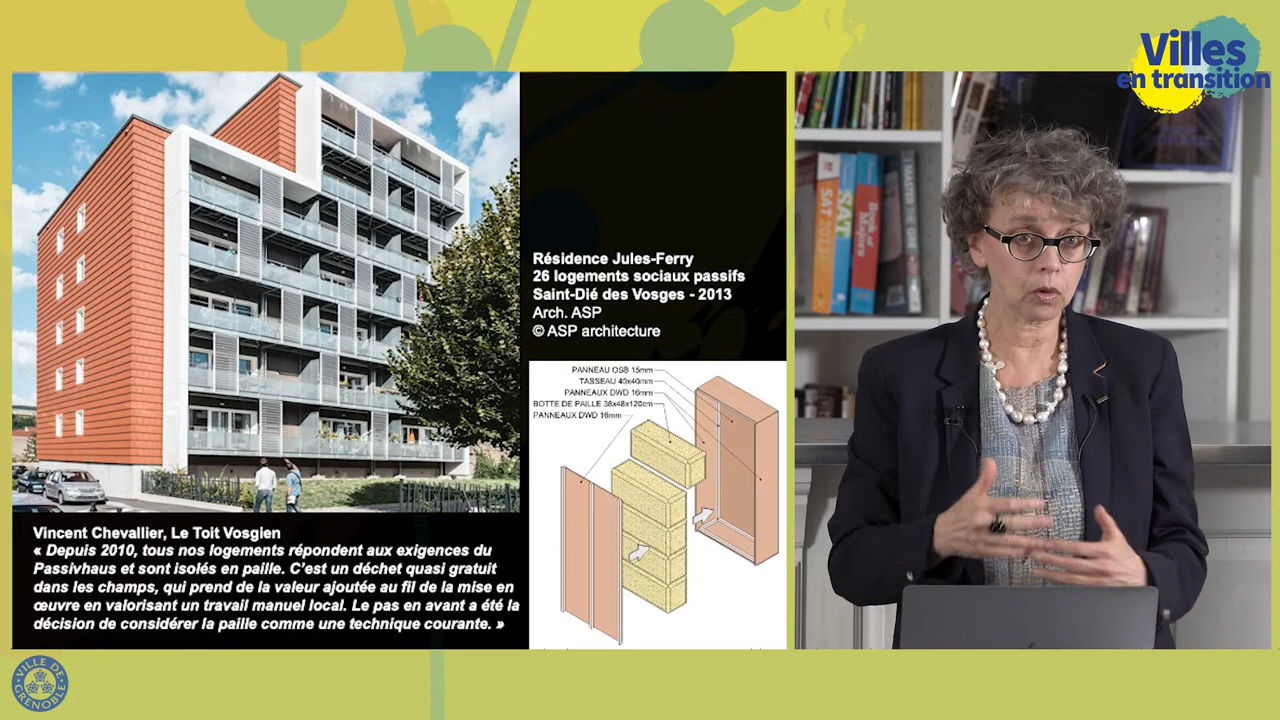 Villes
en transition
Résidence Jules-Ferry
26 logements sociaux passifs
Saint-Dié des Vosges - 2013
Arch. ASP
© ASP architecture
PANNEAU OSB 15mm
TASSEAU 40x40mm
PANNEAUX DWD 16mm
BOTTE DE PAILLE 38x48x120cm
PANNEAUX DWD 16mm
Vincent Chevallier, Le Toit Vosgien
« Depuis 2010, tous nos logements répondent aux exigences du
Passivhaus et sont isolés en paille. C'est un déchet quasi gratuit
dans les champs, qui prend de la valeur ajoutée au fil de la mise en
œuvre en valorisant un travail manuel local. Le pas en avant a été la
décision de considérer la paille comme une technique courante. »
SAT
Book of
Majors
VILLE DE
GRENOBLE